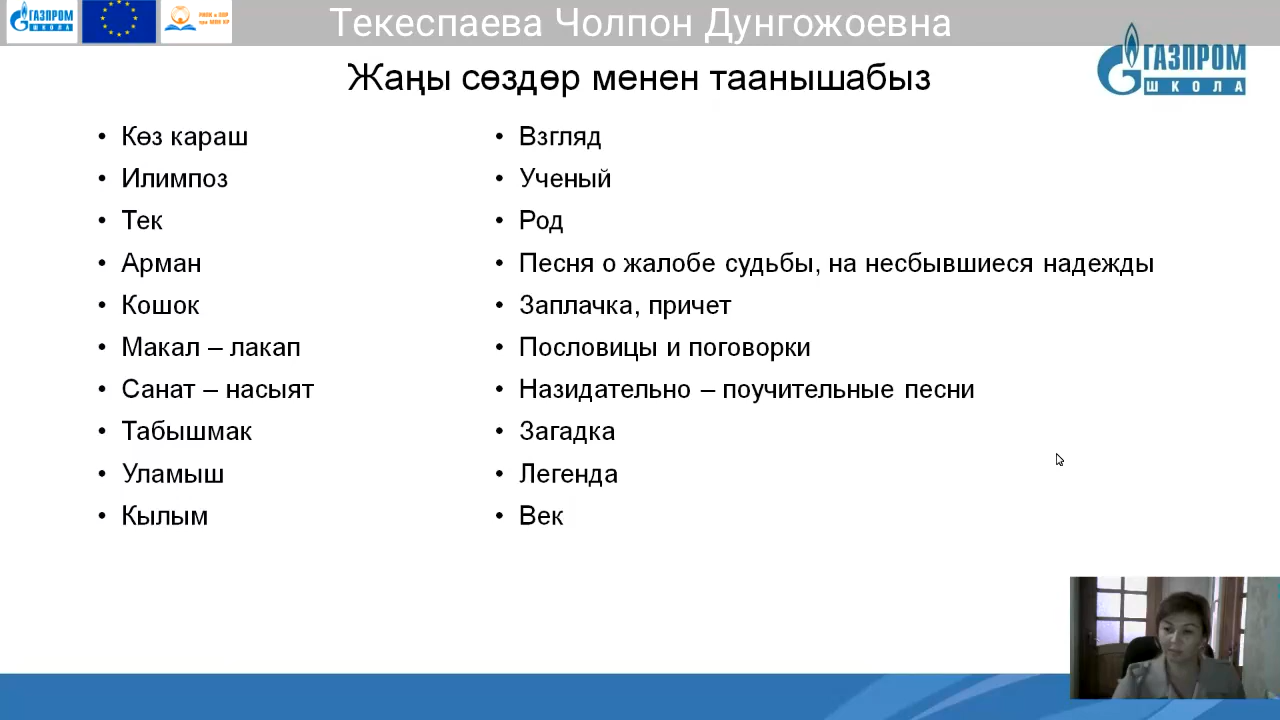 ГАЗПРОМ
ШКОЛА
Текеспаева Чолпон Дунгожоевна
ГАЗПРОМ
ШКОЛА
Жаңы сөздөр менен таанышабыз
• Көз караш
• Илимпоз
• Тек
• Арман
• Кошок
• Макал – лакап
• Санат – насыят
• Табышмак
• Уламыш
• Кылым
• Взгляд
• Ученый
• Род
• Песня о жалобе судьбы, на несбывшиеся надежды
• Заплачка, причет
• Пословицы и поговорки
• Назидательно – поучительные песни
• Загадка
• Легенда
• Век